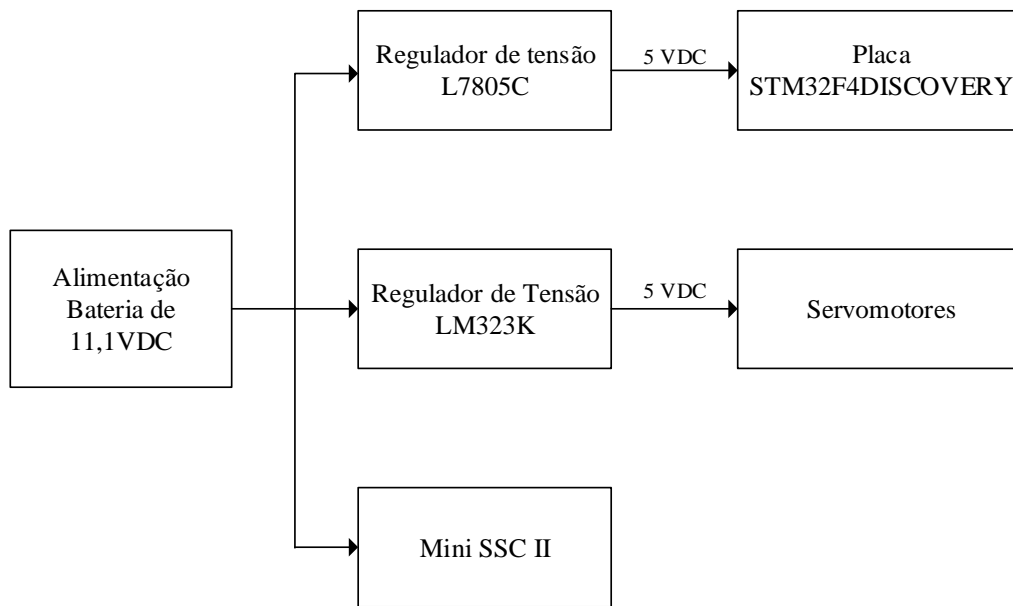 Regulador de tensão
L7805C
5 VDC
Placa
STM32F4DISCOVERY
Alimentação
Bateria de
11,1VDC
Regulador de Tensão
LM323K
5 VDC
Servomotores
Mini SSC II